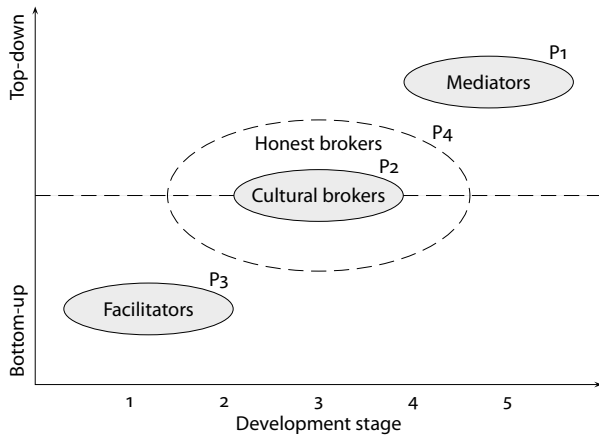 Top-down
P1
Mediators
P4
Honest brokers
P2
Cultural brokers
P3
Facilitators
Bottom-up
1 2 3 4 5
Development stage